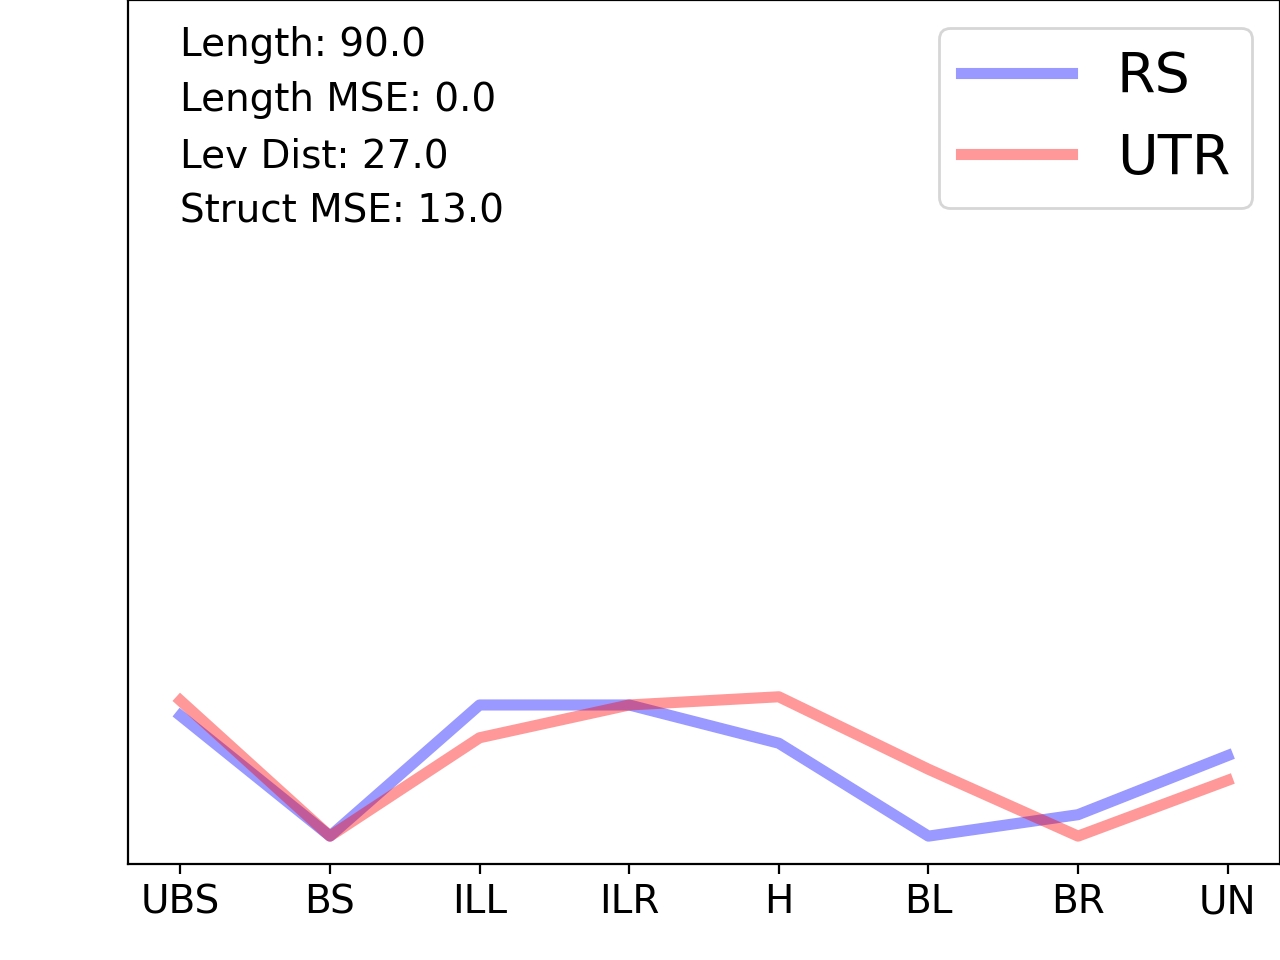 Length: 90.0
Length MSE: 0.0
Lev Dist: 27.0
Struct MSE: 13.0
RS
UTR
UBS BS ILL ILR H BL BR UN